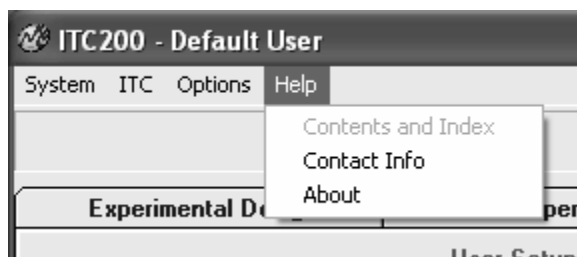 ITC200 - Default User
System ITC Options Help
Contents and Index
Contact Info
About
Experimental